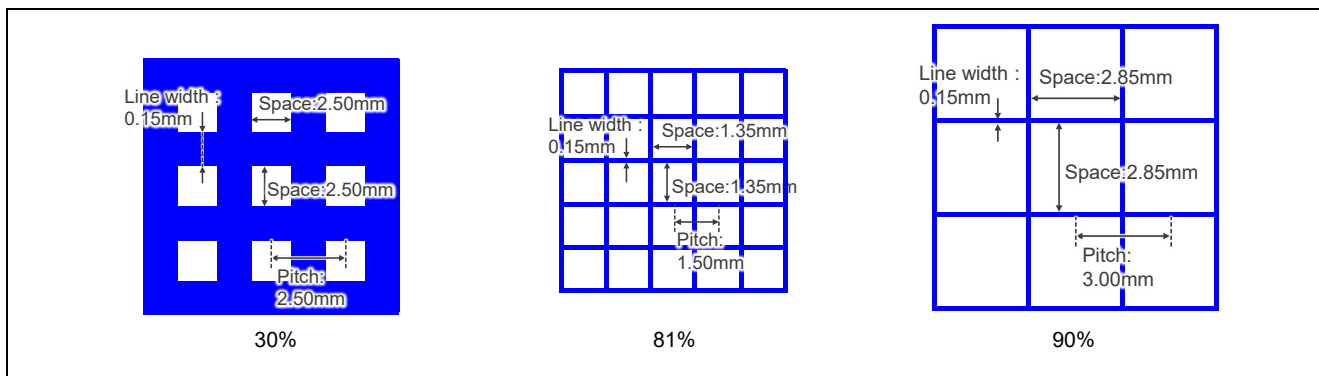 Line width :
0.15mm
Space:2.50mm
Space:2.50mm
Pitch:
2.50mm
30%
Line width :
0.15mm
Space:1.35mm
Space:1.35mm
Pitch:
1.50mm
81%
Line width :
0.15mm
Space:2.85mm
Space:2.85mm
Pitch:
3.00mm
90%